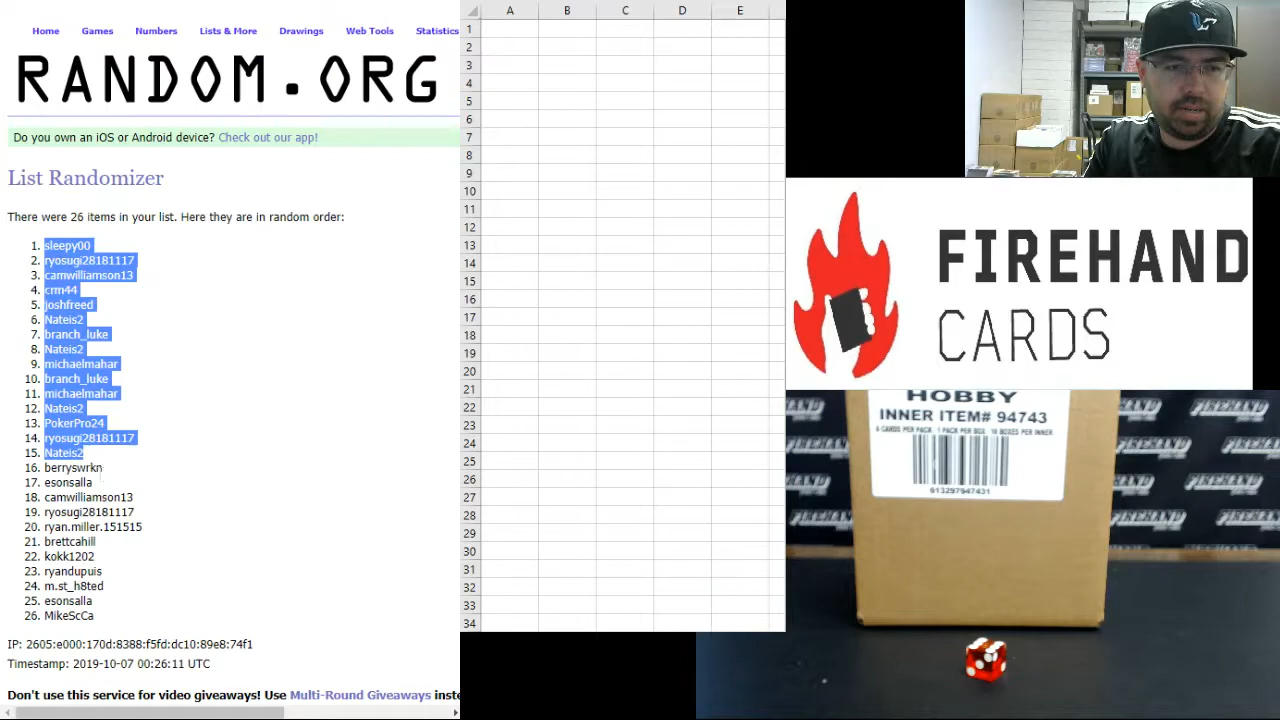 Home Games Numbers Lists & More Drawings Web Tools Statistics
RANDOM.ORG
Do you own an iOS or Android device? Check out our app!
List Randomizer
There were 26 items in your list. Here they are in random order:
1. sleepy00
2. ryosugi28181117
3. camwilliamson13
4. crm44
5. joshfreed
6. Nateis2
7. branch_luke
8. Nateis2
9. michaelmahar
10. branch_luke
11. michaelmahar
12. Nateis2
13. PokerPro24
14. ryosugi28181117
15. Nateis2
16. berryswrkn
17. esonsalla
18. camwilliamson13
19. ryosugi28181117
20. ryan.miller.151515
21. brettcahill
22. kokk1202
23. ryandupuis
24. m.st_h8ted
25. esonsalla
26. MikeScCa
IP: 2605:e000:170d:8388:f5fd:dc10:89e8:74f1
Timestamp: 2019-10-07 00:26:11 UTC
Don't use this service for video giveaways! Use Multi-Round Giveaways inste
A B C D E
1
2
3
4
5
6
7
8
9
10
11
12
13
14
15
16
17
18
19
20
21
22
23
24
25
26
27
28
29
30
31
32
33
34
FIREHAND
CARDS
HOBBY
INNER ITEM# 94743
1 PACK PER BOX
613297947431
FIREHAND